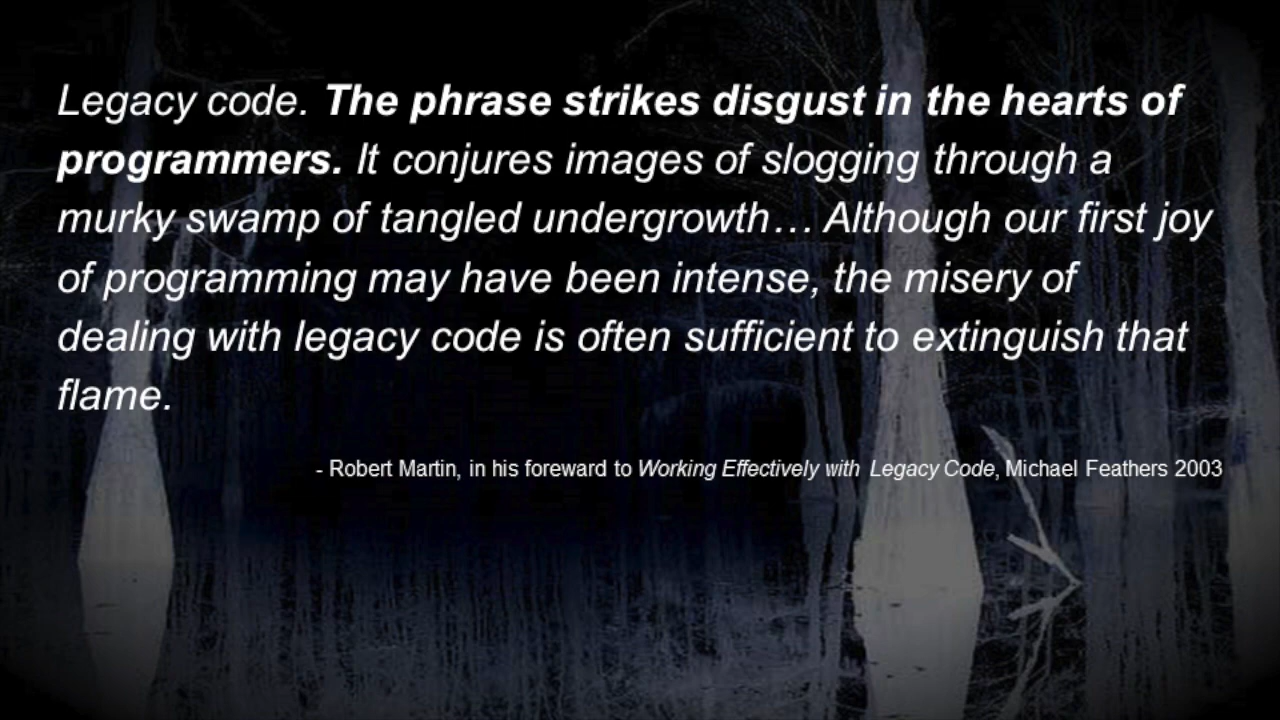 Legacy code. The phrase strikes disgust in the hearts of
programmers. It conjures images of slogging through a
murky swamp of tangled undergrowth… Although our first joy
of programming may have been intense, the misery of
dealing with legacy code is often sufficient to extinguish that
flame.
- Robert Martin, in his foreward to Working Effectively with Legacy Code, Michael Feathers 2003